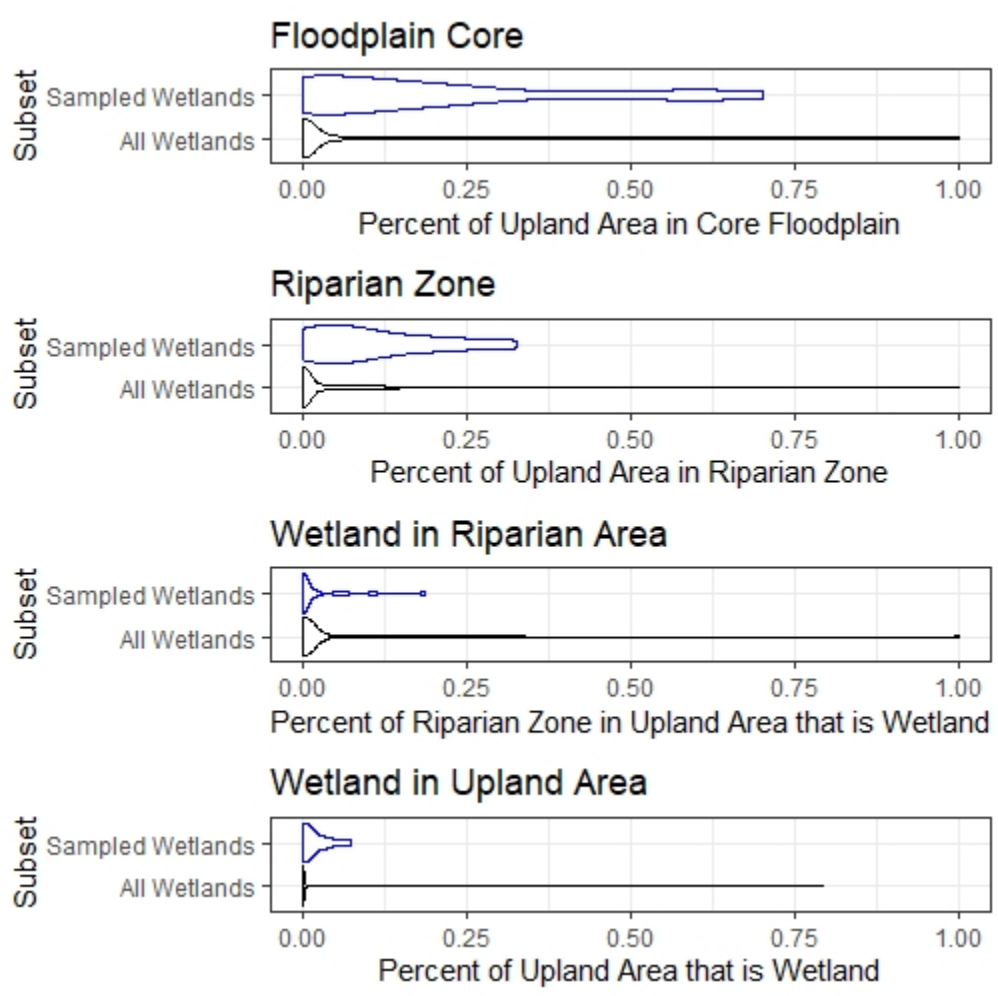 Floodplain Core
Subset
Sampled Wetlands
All Wetlands
0.00 0.25 0.50 0.75 1.00
Percent of Upland Area in Core Floodplain
Riparian Zone
Subset
Sampled Wetlands
All Wetlands
0.00 0.25 0.50 0.75 1.00
Percent of Upland Area in Riparian Zone
Wetland in Riparian Area
Subset
Sampled Wetlands
All Wetlands
0.00 0.25 0.50 0.75 1.00
Percent of Riparian Zone in Upland Area that is Wetland
Wetland in Upland Area
Subset
Sampled Wetlands
All Wetlands
0.00 0.25 0.50 0.75 1.00
Percent of Upland Area that is Wetland